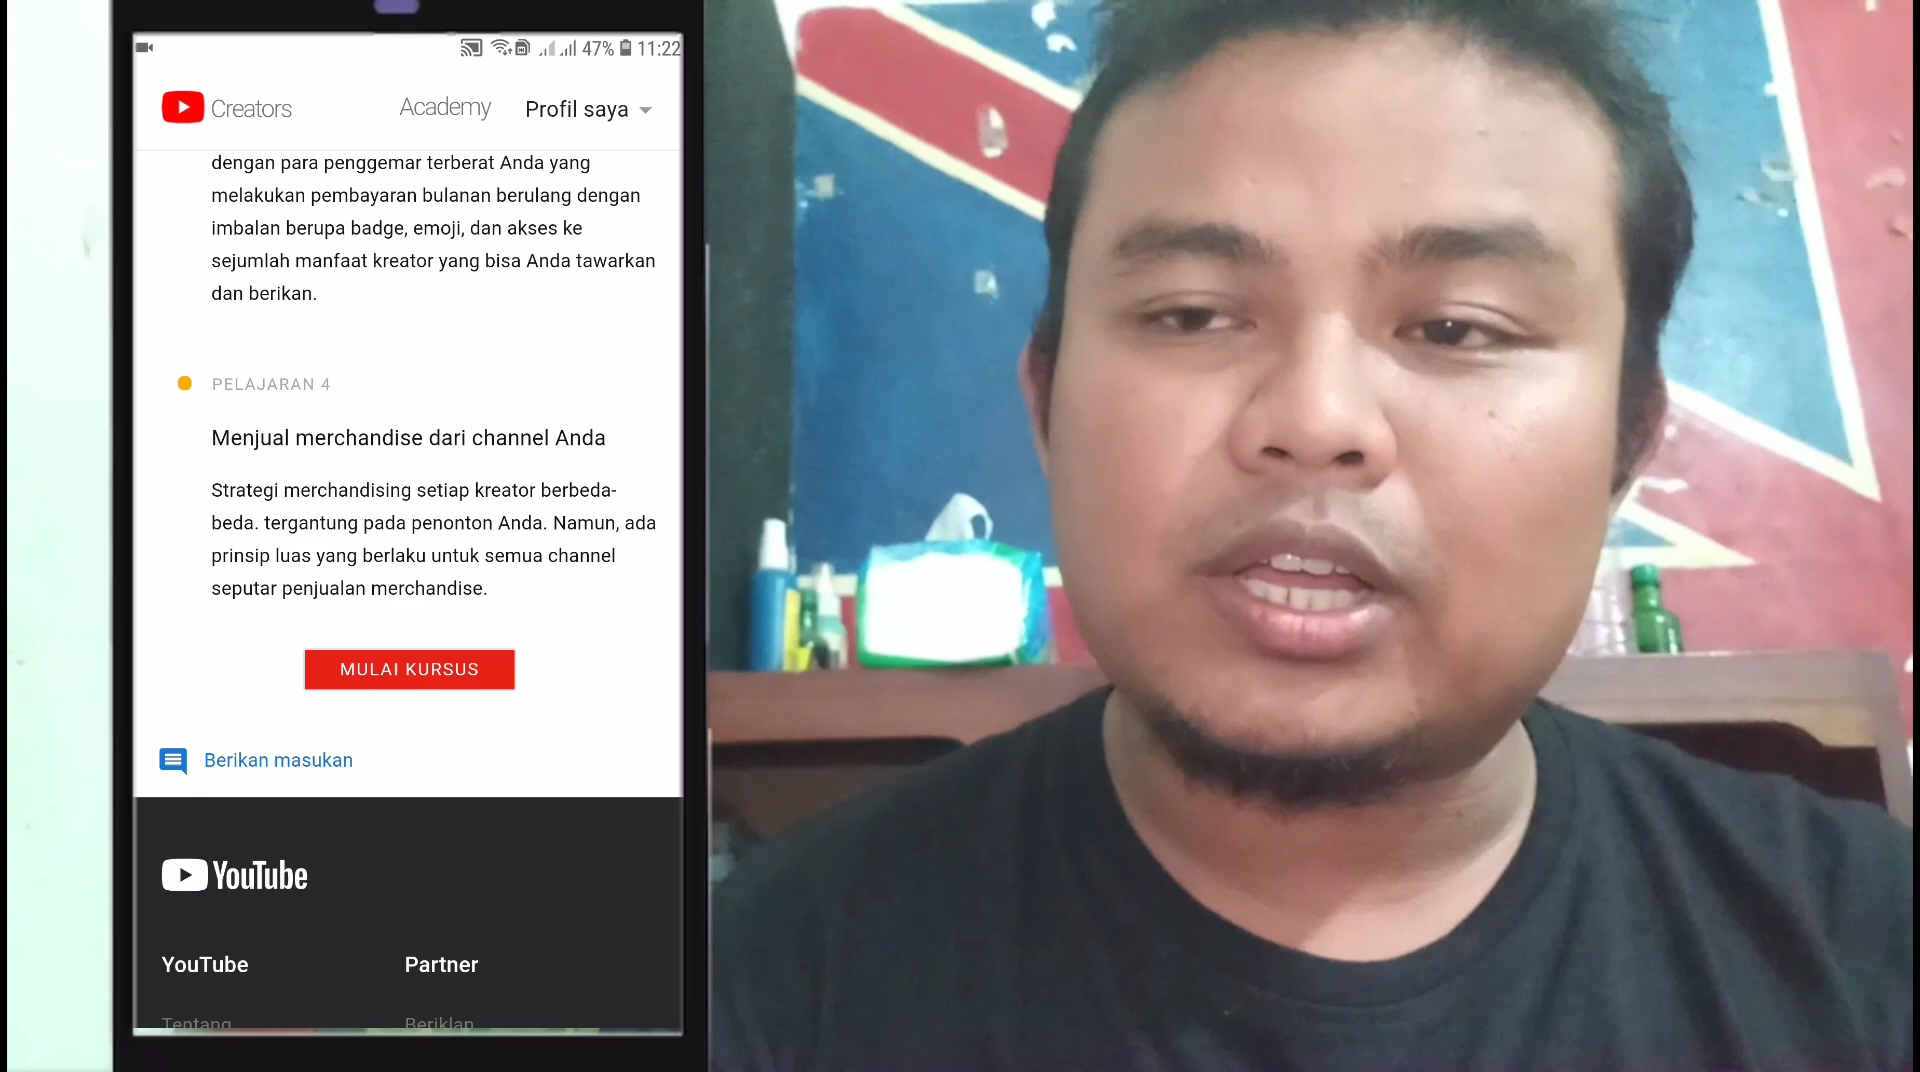 47% 11:22
Creators Academy Profil saya
dengan para penggemar terberat Anda yang
melakukan pembayaran bulanan berulang dengan
imbalan berupa badge, emoji, dan akses ke
sejumlah manfaat kreator yang bisa Anda tawarkan
dan berikan.
PELAJARAN 4
Menjual merchandise dari channel Anda
Strategi merchandising setiap kreator berbeda-
beda. tergantung pada penonton Anda. Namun, ada
prinsip luas yang berlaku untuk semua channel
seputar penjualan merchandise.
MULAI KURSUS
Berikan masukan
YouTube
YouTube Partner
Tentang Beriklan